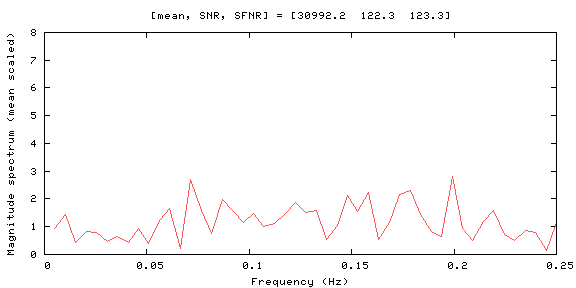 [mean, SNR, SFNR] = [30992.2  122.3  123.3]
8
7
6
5
4
3
2
1
0
Magnitude spectrum (mean scaled)
0 0.05 0.1 0.15 0.2 0.25
Frequency (Hz)